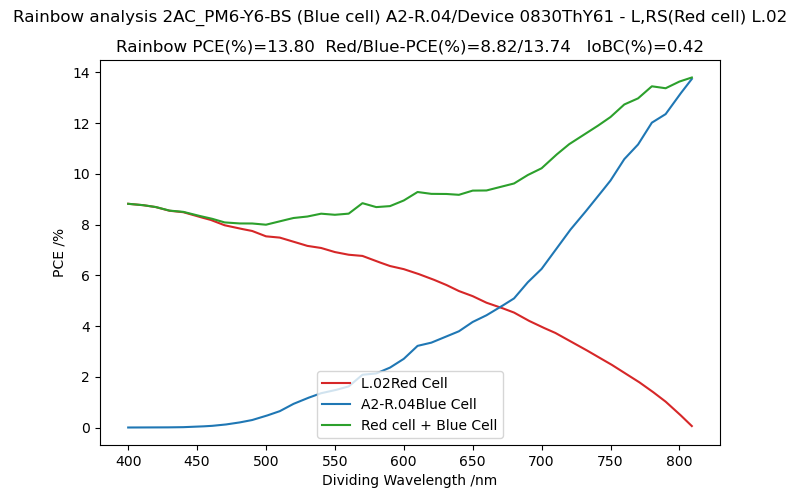 Rainbow analysis 2AC_PM6-Y6-BS (Blue cell) A2-R.04/Device 0830ThY61 - L,RS(Red cell) L.02
Rainbow PCE(%)=13.80  Red/Blue-PCE(%)=8.82/13.74   IoBC(%)=0.42
14
12
10
8
6
4
2
0
PCE /%
L.02Red Cell
A2-R.04Blue Cell
Red cell + Blue Cell
400 450 500 550 600 650 700 750 800
Dividing Wavelength /nm